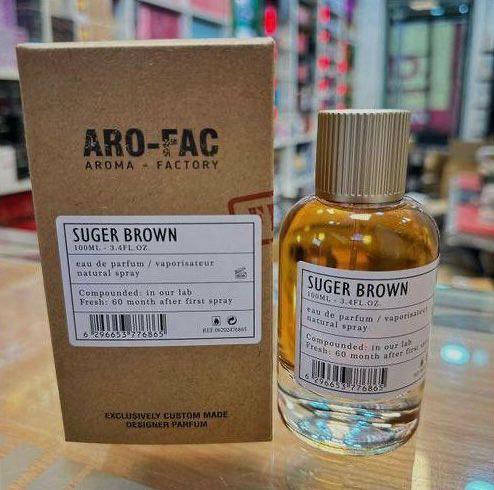 ARO-FAC
AROMA - FACTORY
SUGER BROWN
100ML - 3.4FL.OZ.
eau de parfum / vaporisateur
natural spray
Compounded: in our lab
Fresh: 60 month after first spray
6 296653 776865
REF.06202476865
EXCLUSIVELY CUSTOM MADE
DESIGNER PARFUM
SUGER BROWN
100ML - 3.4FL.OZ.
eau de parfum / vaporisateur
natural spray
Compounded: in our lab
Fresh: 60 month after first
6 296653 776865